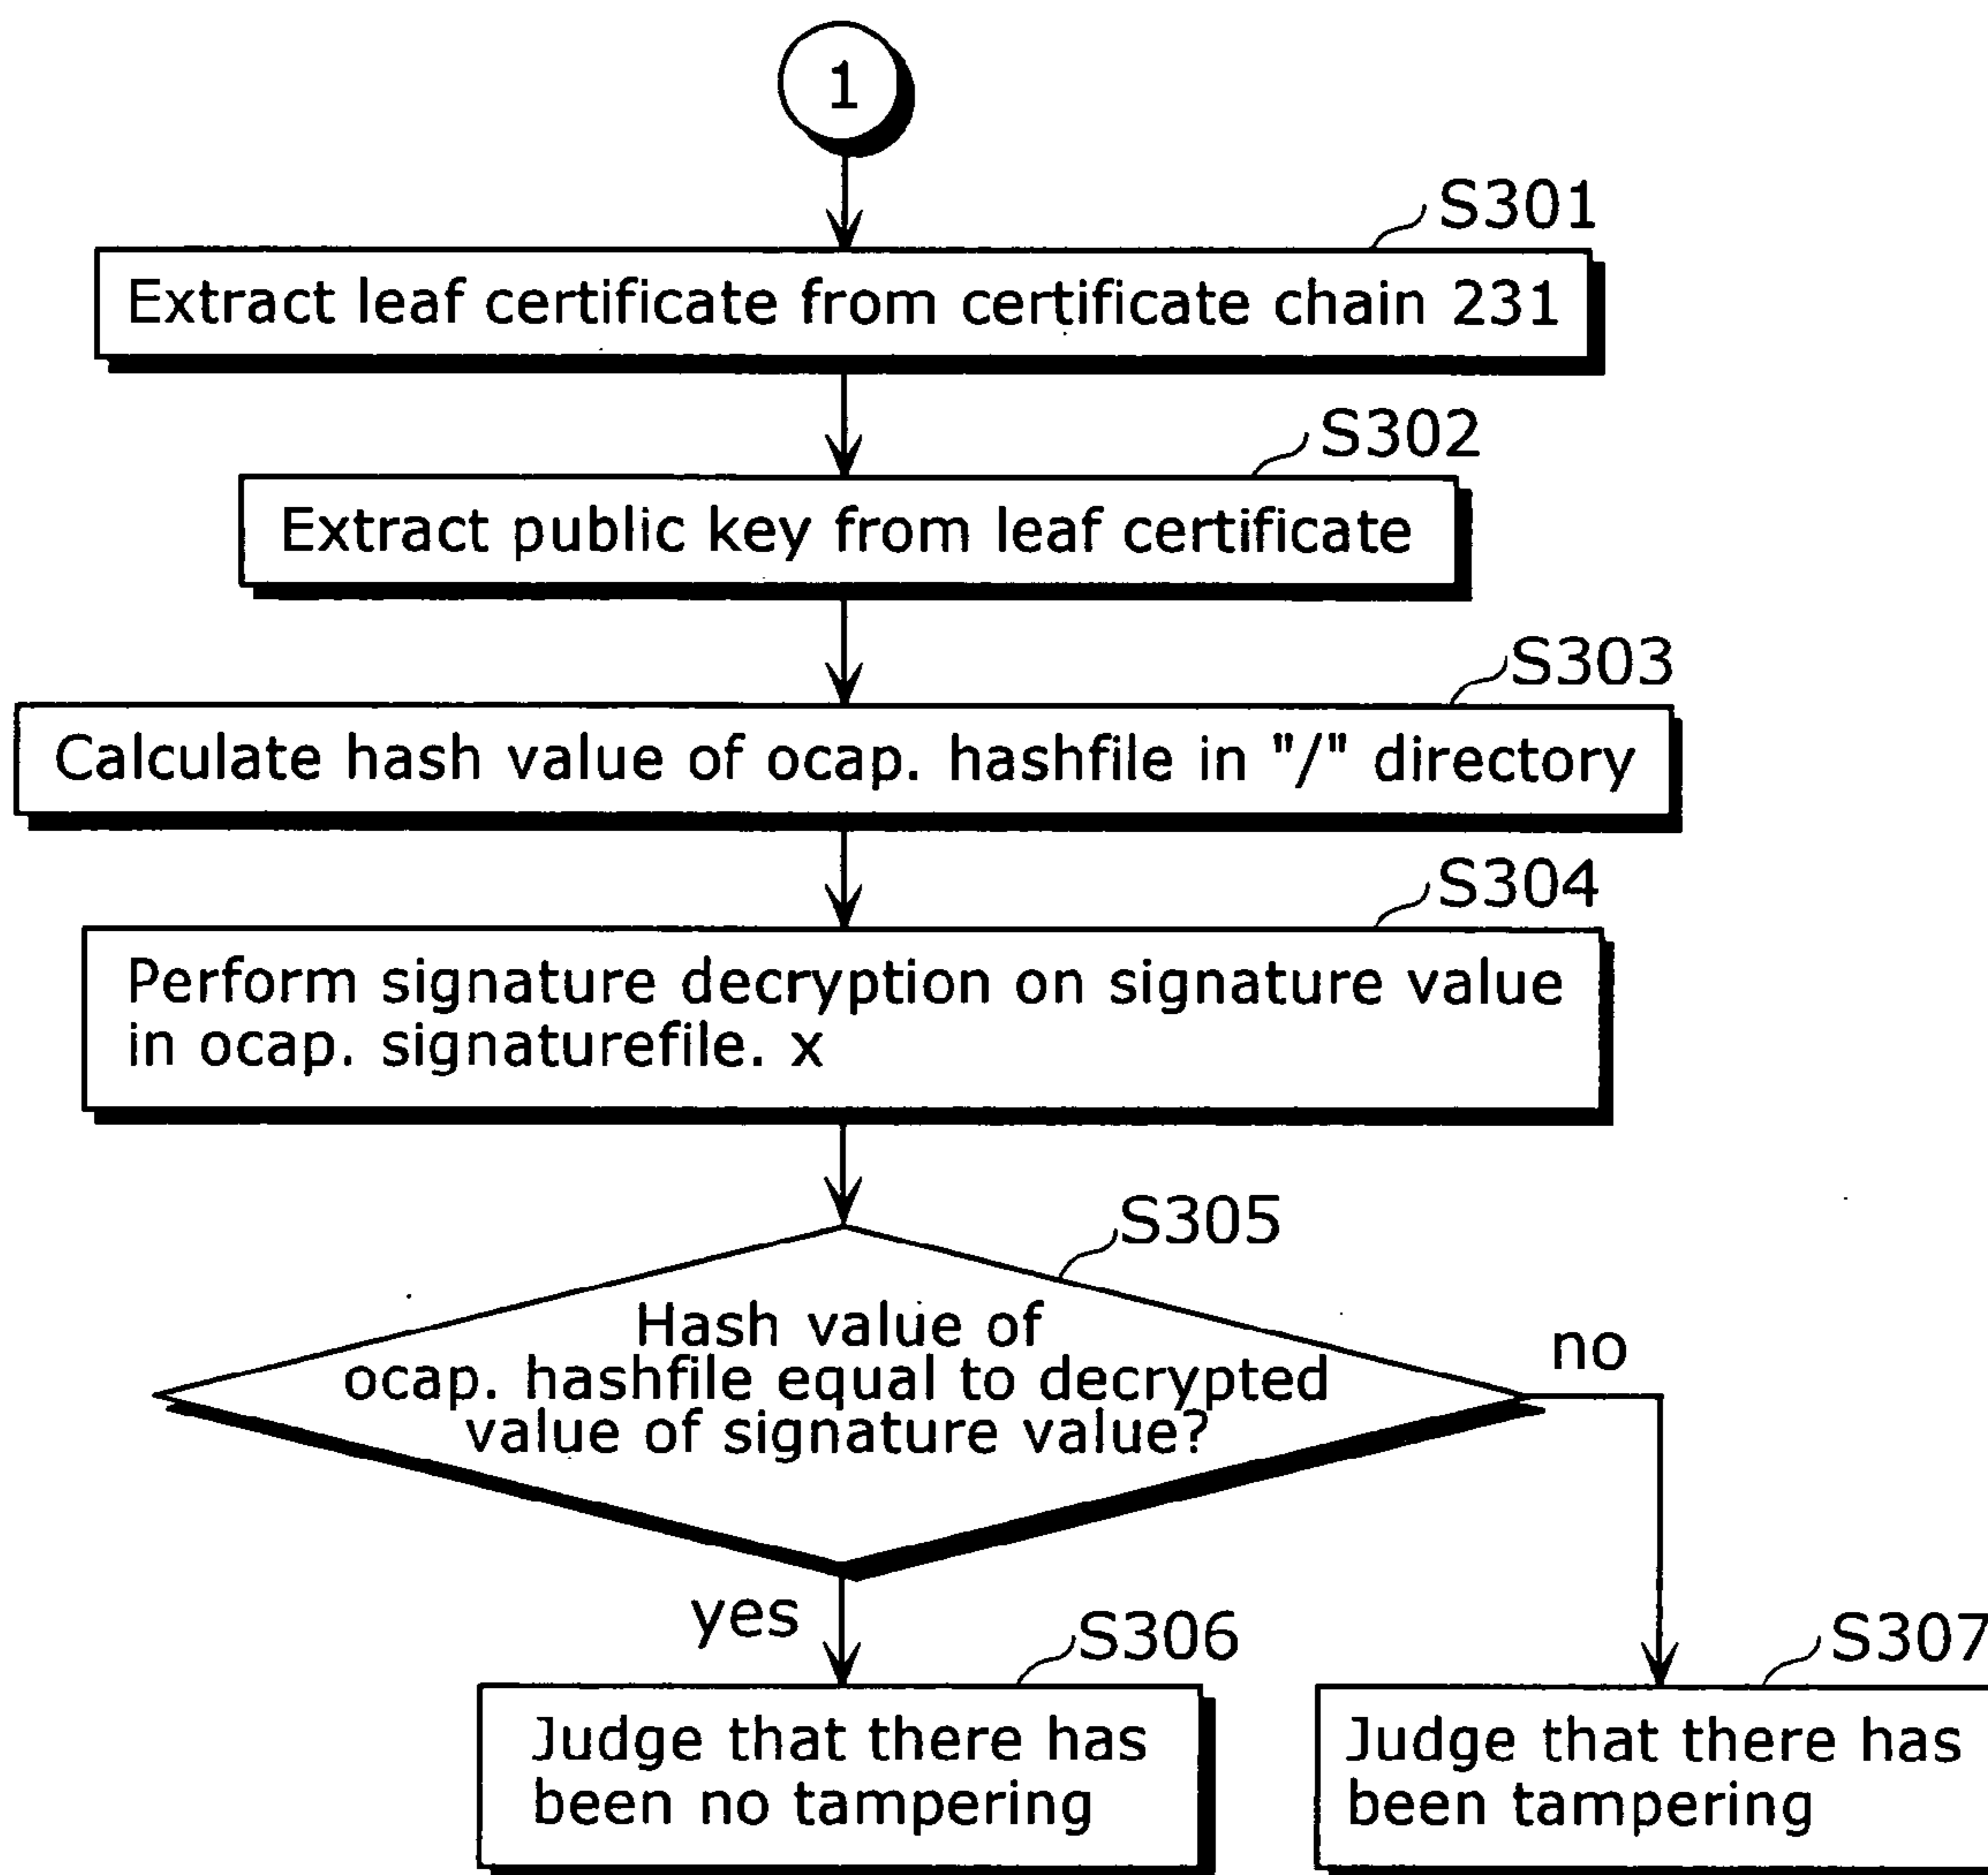 1
S301
Extract leaf certificate from certificate chain 231
S302
Extract public key from leaf certificate
S303
Calculate hash value of ocap. hashfile in "/" directory
S304
Perform signature decryption on signature value
in ocap. signaturefile. x
S305
Hash value of
ocap. hashfile equal to decrypted
value of signature value?
no
yes
S306
Judge that there has
been no tampering
S307
Judge that there has
been tampering